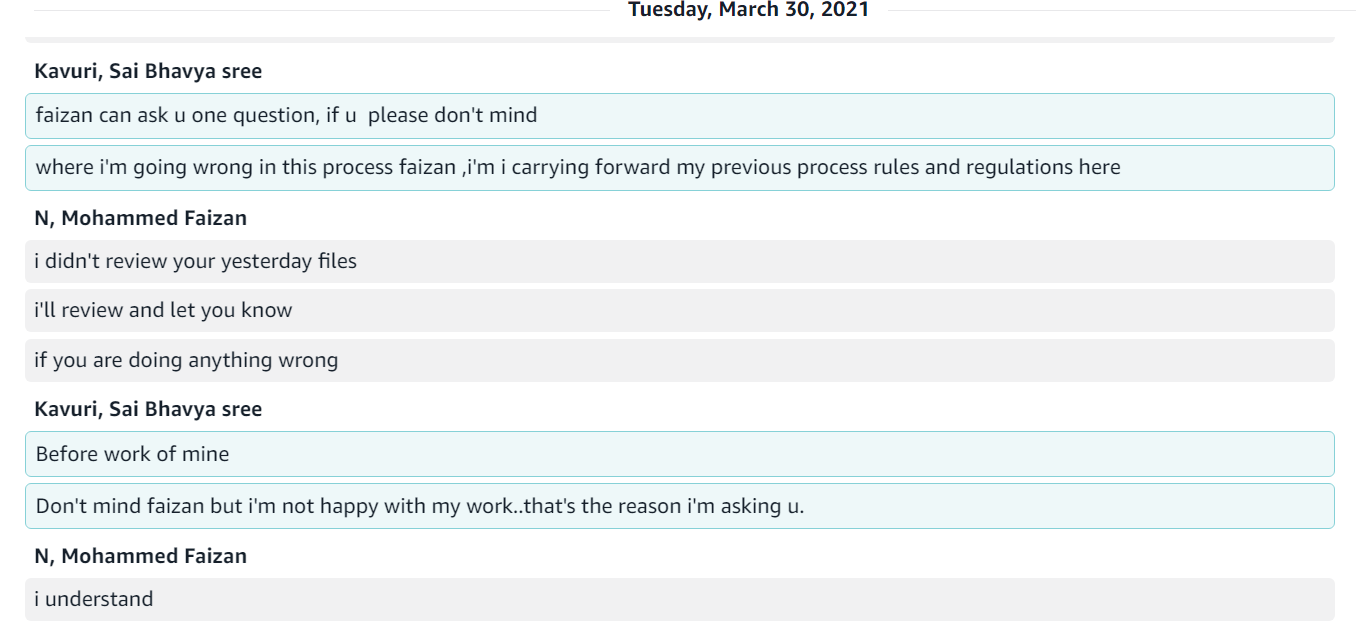 Tuesday, March 30, 2021
Kavuri, Sai Bhavya sree
faizan can ask u one question, if u  please don't mind
where i'm going wrong in this process faizan ,i'm i carrying forward my previous process rules and regulations here
N, Mohammed Faizan
i didn't review your yesterday files
i'll review and let you know
if you are doing anything wrong
Kavuri, Sai Bhavya sree
Before work of mine
Don't mind faizan but i'm not happy with my work..that's the reason i'm asking u.
N, Mohammed Faizan
i understand